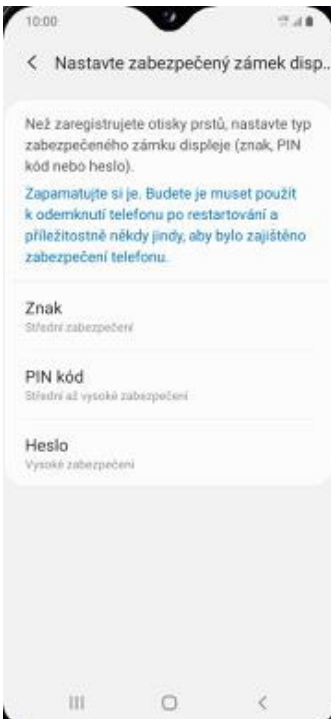 10:00
Nastavte zabezpečený zámek disp..
Než zaregistrujete otisky prstů, nastavte typ
zabezpečeného zámku displeje (znak, PIN
kód nebo heslo).
Zapamatujte si je. Budete je muset použít
k odemknutí telefonu po restartování a
příležitostně někdy jindy, aby bylo zajištěno
zabezpečení telefonu.
Znak
Střední zabezpečení
PIN kód
Střední až vysoké zabezpečení
Heslo
Vysoké zabezpečení